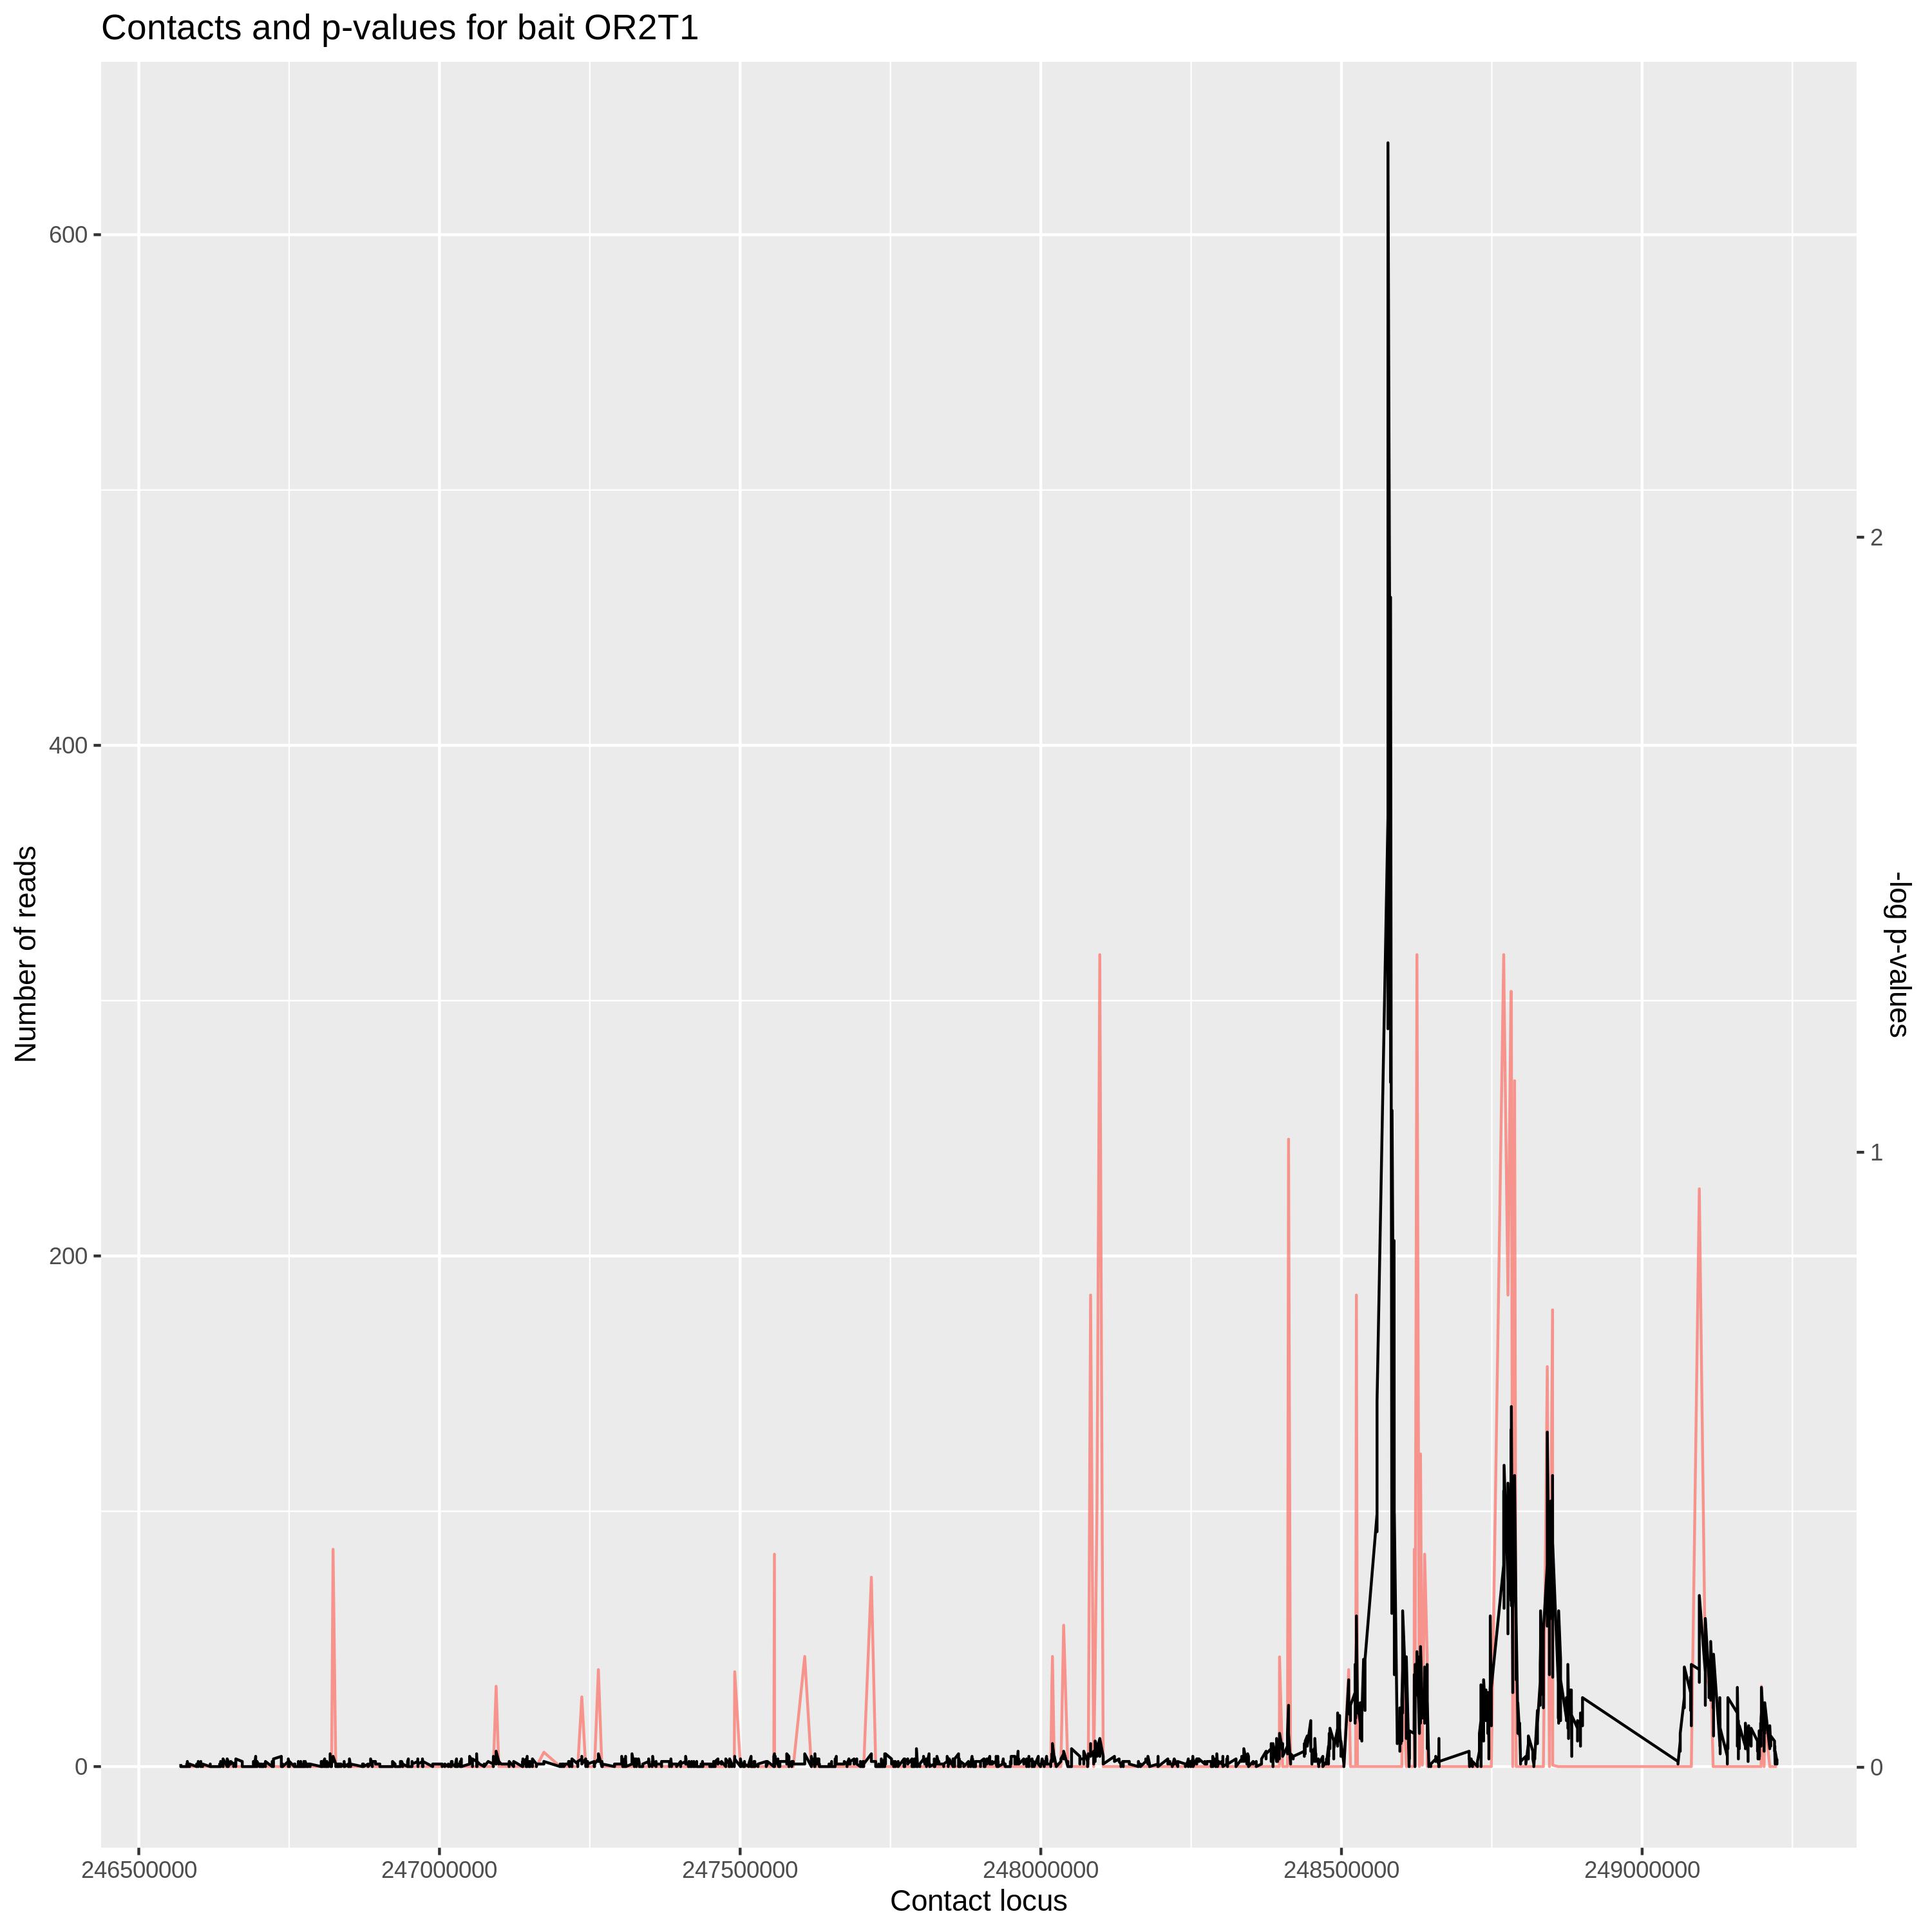 Contacts and p-values for bait OR2T1
600
400
200
0
Number of reads
2
1
0
-log p-values
246500000 247000000 247500000 248000000 248500000 249000000
Contact locus